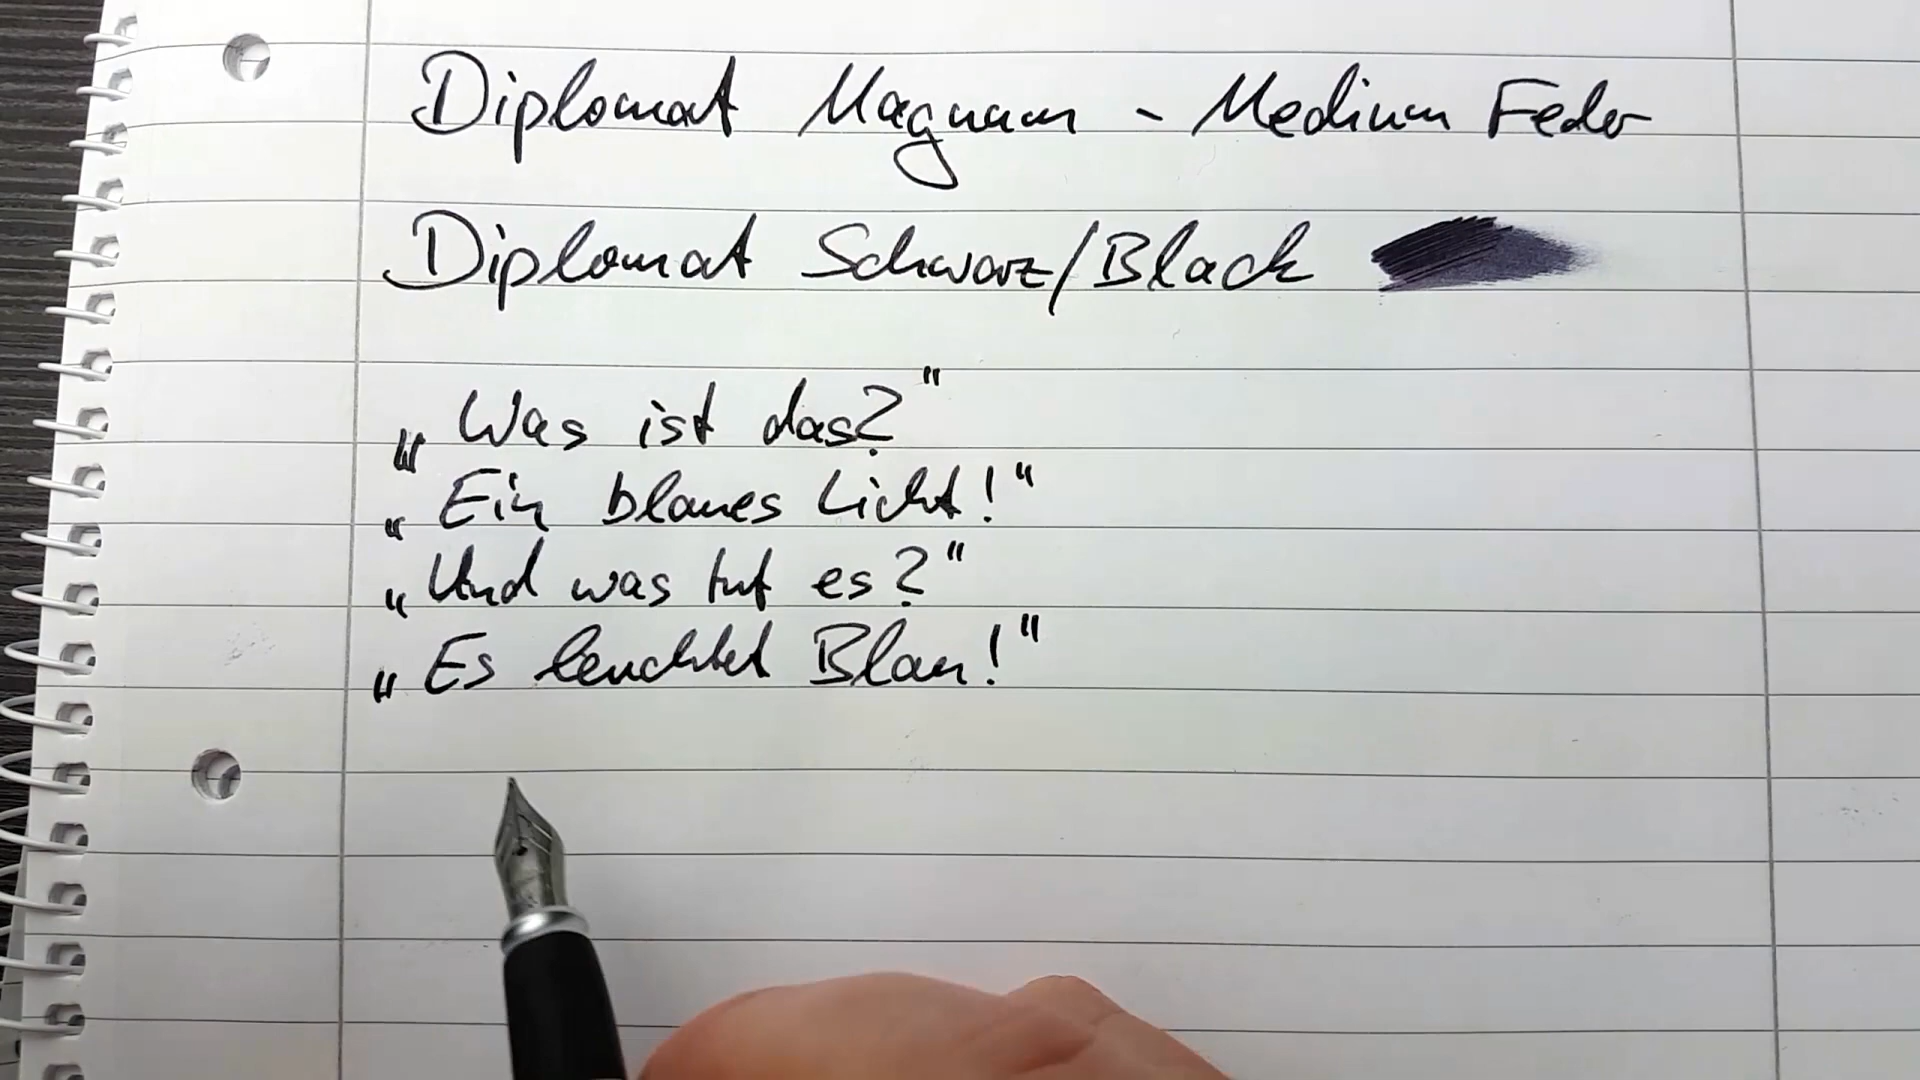 Diplomat Magnum - Medium Feder
Diplomat Schwarz/Black
„Was ist das?"
„Ein blaues Licht!"
„Und was tut es?"
„Es leuchtet Blau!"